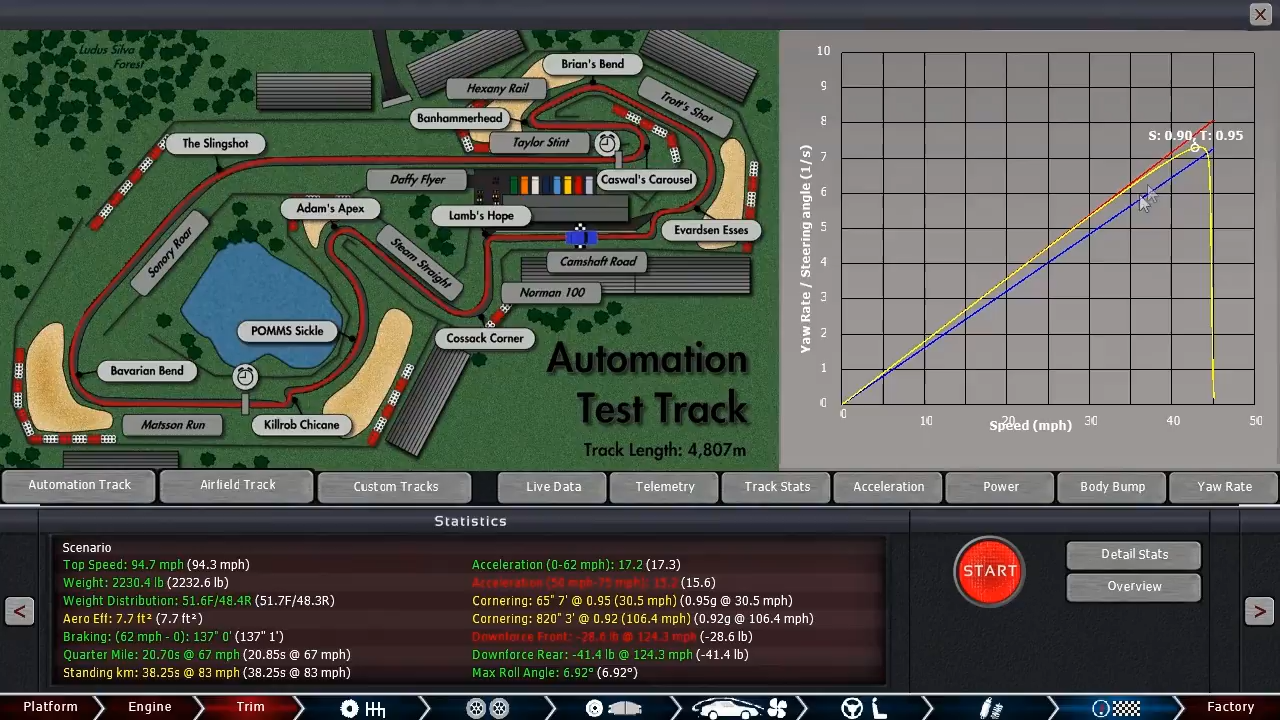 Ludus Silva
Forest
Brian's Bend
Hexany Rail
Trott's Shot
Banhammerhead
Taylor Stint
The Slingshot
Daffy Flyer
Caswal's Carousel
Adam's Apex
Lamb's Hope
Evardsen Esses
Sonory Roar
Steam Straight
Camshaft Road
Norman 100
POMMS Sickle
Cossack Corner
Bavarian Bend
Automation
Test Track
Matsson Run
Killrob Chicane
Track Length: 4,807m
10
9
8
7
6
5
4
3
2
1
0
S: 0.90, T: 0.95
Yaw Rate / Steering angle (1/s)
0 10 20 30 40 50
Speed (mph)
Automation Track Airfield Track Custom Tracks Live Data Telemetry Track Stats Acceleration Power Body Bump Yaw Rate
Statistics
Scenario
Top Speed: 94.7 mph (94.3 mph)
Weight: 2230.4 lb (2232.6 lb)
Weight Distribution: 51.6F/48.4R (51.7F/48.3R)
Aero Eff: 7.7 ft² (7.7 ft²)
Braking: (62 mph - 0): 137" 0' (137" 1')
Quarter Mile: 20.70s @ 67 mph (20.85s @ 67 mph)
Standing km: 38.25s @ 83 mph (38.25s @ 83 mph)
Acceleration (0-62 mph): 17.2 (17.3)
Acceleration (50 mph-75 mph): (15.6)
Cornering: 65" 7' @ 0.95 (30.5 mph) (0.95g @ 30.5 mph)
Cornering: 820" 3' @ 0.92 (106.4 mph) (0.92g @ 106.4 mph)
Downforce Front: -28.6 lb @ 124.3 mph (-28.6 lb)
Downforce Rear: -41.4 lb @ 124.3 mph (-41.4 lb)
Max Roll Angle: 6.92° (6.92°)
START
Detail Stats
Overview
< >
Platform Engine Trim Factory